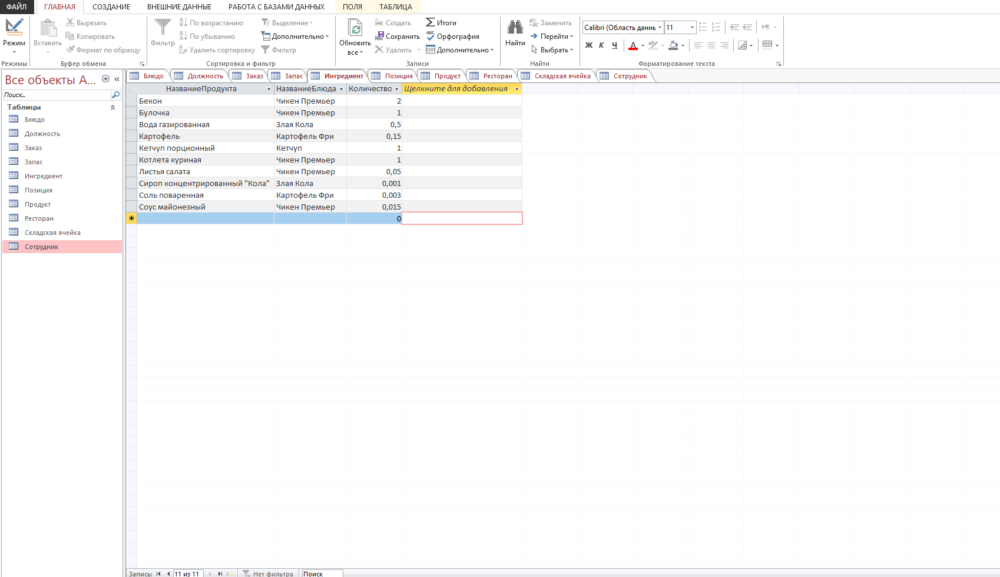 ФАЙЛ ГЛАВНАЯ СОЗДАНИЕ ВНЕШНИЕ ДАННЫЕ РАБОТА С БАЗАМИ ДАННЫХ ПОЛЯ ТАБЛИЦА
Режим
Режимы
Вставить
Вырезать
Копировать
Формат по образцу
Буфер обмена
Фильтр
По возрастанию
По убыванию
Удалить сортировку
Выделение
Дополнительно
Фильтр
Сортировка и фильтр
Обновить
все
Создать
Сохранить
Удалить
Итоги
Орфография
Дополнительно
Записи
Найти
Заменить
Перейти
Выбрать
Найти
Calibri (Область данны 11
Ж К Ч А
Форматирование текста
Все объекты A...
Поиск...
Таблицы
Блюдо
Должность
Заказ
Запас
Ингредиент
Позиция
Продукт
Ресторан
Складская ячейка
Сотрудник
Блюдо Должность Заказ Запас Ингредиент Позиция Продукт Ресторан Складская ячейка Сотрудник
НазваниеПродукта НазваниеБлюда Количество Щелкните для добавления
Бекон Чикен Премьер 2
Булочка Чикен Премьер 1
Вода газированная Злая Кола 0,5
Картофель Картофель Фри 0,15
Кетчуп порционный Кетчуп 1
Котлета куриная Чикен Премьер 1
Листья салата Чикен Премьер 0,05
Сироп концентрированный "Кола" Злая Кола 0,001
Соль поваренная Картофель Фри 0,003
Соус майонезный Чикен Премьер 0,015
0
Запись: 11 из 11 Нет фильтра Поиск